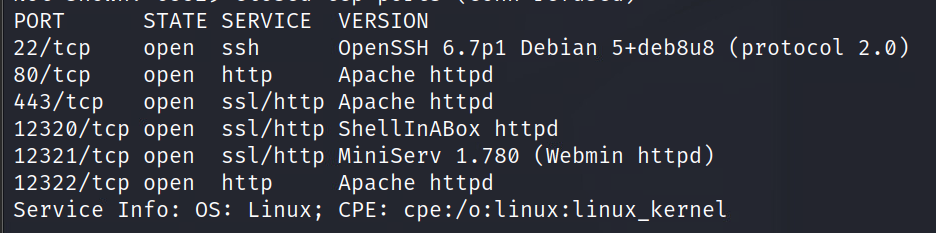 PORT STATE SERVICE VERSION
22/tcp open ssh OpenSSH 6.7p1 Debian 5+deb8u8 (protocol 2.0)
80/tcp open http Apache httpd
443/tcp open ssl/http Apache httpd
12320/tcp open ssl/http ShellInABox httpd
12321/tcp open ssl/http MiniServ 1.780 (Webmin httpd)
12322/tcp open http Apache httpd
Service Info: OS: Linux; CPE: cpe:/o:linux:linux_kernel